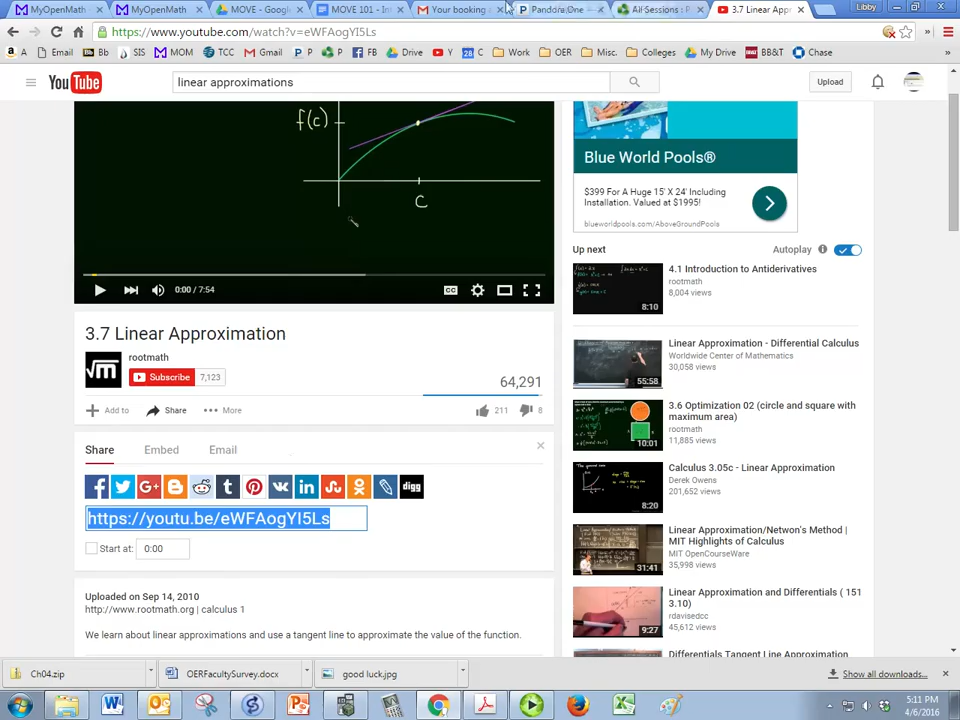 MyOpenMath
MyOpenMath
MOVE - Goog
MOVE 101 - In
Your booking
Pandora One
All Sessions : P
3.7 Linear Appr
Libby
https://www.youtube.com/watch?v=eWFAogYI5Ls
A
Email
Bb
SIS
MOM
TCC
Gmail
P
P
FB
Drive
Y
28 C
Work
OER
Misc.
Colleges
My Drive
BB&T
Chase
»
YouTube
linear approximations
Upload
f(c)
c
0:00 / 7:54
CC
Blue World Pools®
$399 For A Huge 15' X 24' Including
Installation. Valued at $1995!
blueworldpools.com/AboveGroundPools
Up next
Autoplay
4.1 Introduction to Antiderivatives
rootmath
8,004 views
8:10
Linear Approximation - Differential Calculus
Worldwide Center of Mathematics
30,058 views
55:58
3.6 Optimization 02 (circle and square with
maximum area)
rootmath
11,885 views
10:01
Calculus 3.05c - Linear Approximation
Derek Owens
201,652 views
8:20
Linear Approximation/Netwon's Method |
MIT Highlights of Calculus
MIT OpenCourseWare
35,998 views
31:41
Linear Approximation and Differentials ( 151
3.10)
rdavisedcc
45,612 views
9:27
Differentials Tangent Line Approximation
3.7 Linear Approximation
√m
rootmath
Subscribe
7,123
64,291
Add to
Share
More
211
8
Share
Embed
Email
digg
https://youtu.be/eWFAogYI5Ls
Start at:
0:00
Uploaded on Sep 14, 2010
http://www.rootmath.org | calculus 1
We learn about linear approximations and use a tangent line to approximate the value of the function.
Ch04.zip
OERFacultySurvey.docx
good luck.jpg
Show all downloads...
5:11 PM
4/6/2016